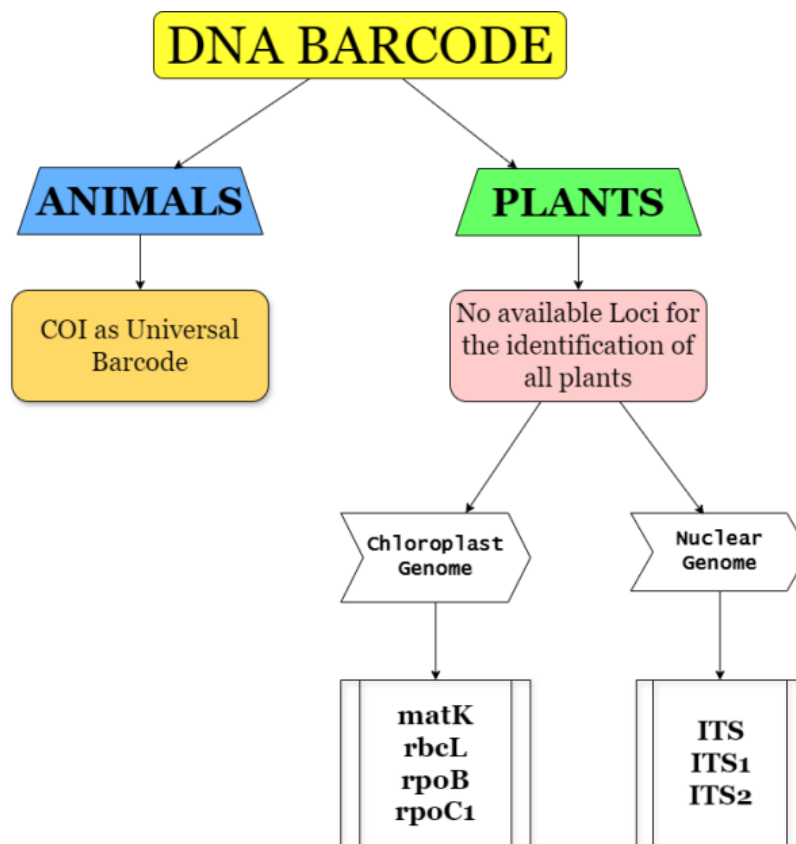 DNA BARCODE
ANIMALS
PLANTS
COI as Universal
Barcode
No available Loci for
the identification of
all plants
Chloroplast
Genome
Nuclear
Genome
matK
rbcL
rpoB
rpoC1
ITS
ITS1
ITS2